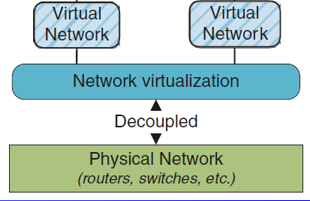 Virtual
Network
Virtual
Network
Network virtualization
Decoupled
Physical Network
(routers, switches, etc.)